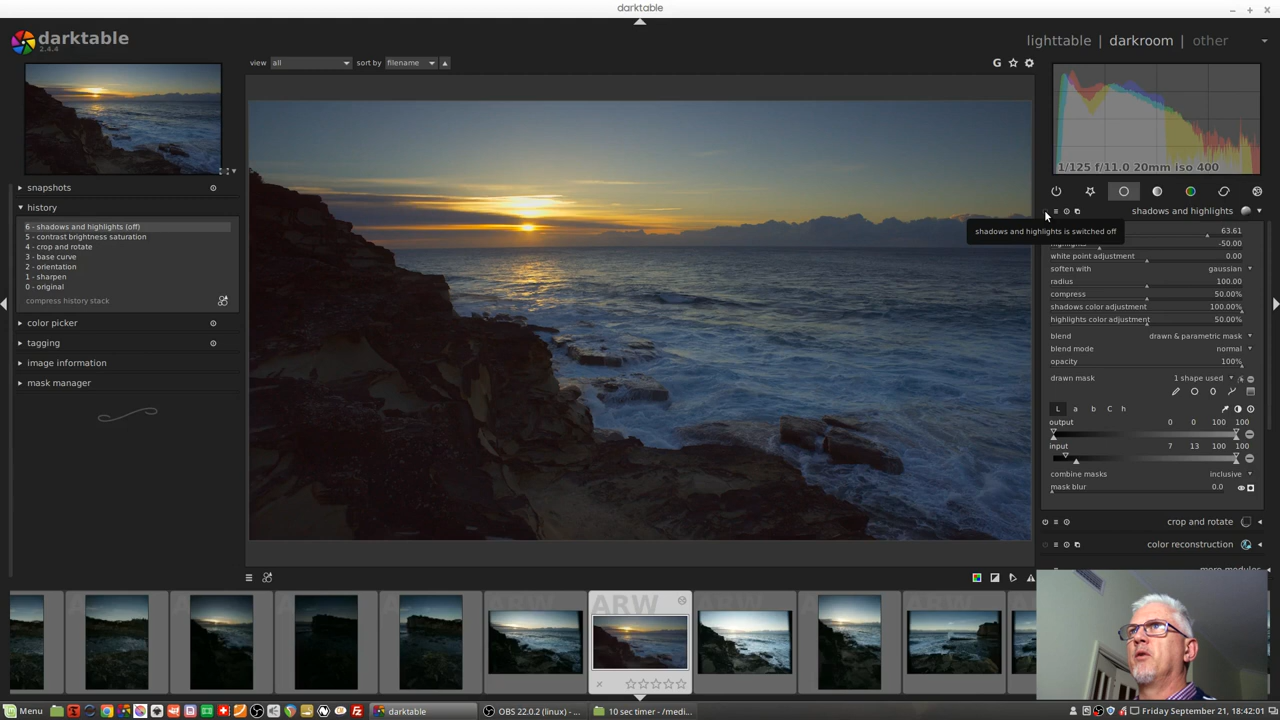 darktable
darktable
2.4.4
lighttable | darkroom | other
view all
sort by filename
1/125 f/11.0 20mm iso 400
snapshots
history
6 - shadows and highlights (off)
5 - contrast brightness saturation
4 - crop and rotate
3 - base curve
2 - orientation
1 - sharpen
0 - original
compress history stack
color picker
tagging
image information
mask manager
shadows and highlights
shadows and highlights is switched off
63.61
highlights -50.00
white point adjustment 0.00
soften with gaussian
radius 100.00
compress 50.00%
shadows color adjustment 100.00%
highlights color adjustment 50.00%
blend drawn & parametric mask
blend mode normal
opacity 100%
drawn mask 1 shape used
L a b C h
output 0 0 100 100
input 7 13 100 100
combine masks inclusive
mask blur 0.0
crop and rotate
color reconstruction
more modules
ARW
Menu
darktable
OBS 22.0.2 (linux) - ...
10 sec timer - /medi...
Friday September 21, 18:42:01